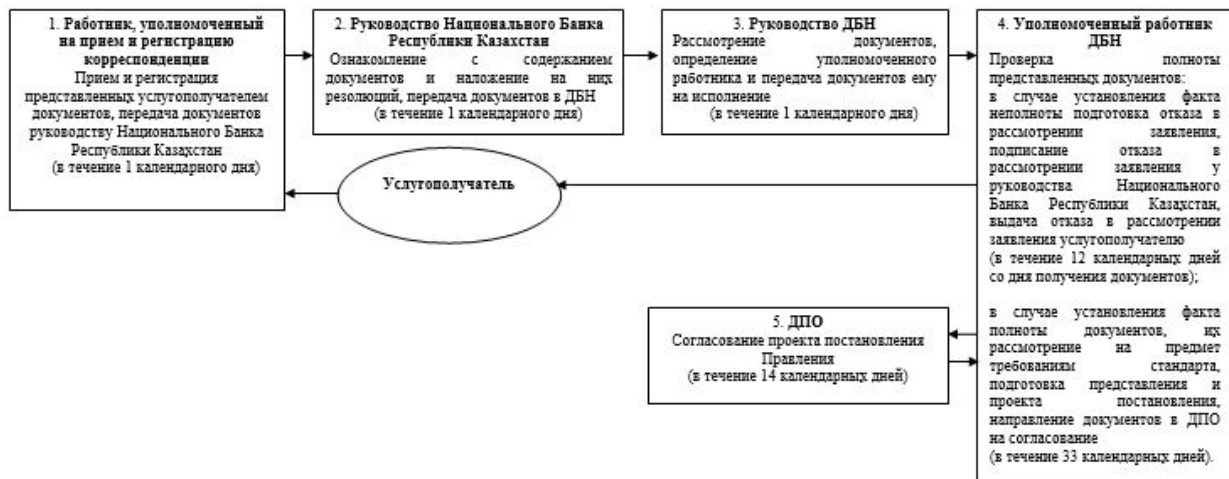 1. Работник, уполномоченный
на прием и регистрацию
корреспонденции
Прием и регистрация
представленных услугополучателем
документов, передача документов
руководству Национального Банка
Республики Казахстан
(в течение 1 календарного дня)
2. Руководство Национального Банка
Республики Казахстан
Ознакомление с содержанием
документов и наложение на них
резолюций, передача документов в ДБН
(в течение 1 календарного дня)
3. Руководство ДБН
Рассмотрение документов,
определение уполномоченного
работника и передача документов ему
на исполнение
(в течение 1 календарного дня)
4. Уполномоченный работник
ДБН
Проверка полноты
представленных документов:
в случае установления факта
неполноты подготовка отказа в
рассмотрении заявления,
подписание отказа в
рассмотрении заявления у
руководства Национального
Банка Республики Казахстан,
выдача отказа в рассмотрении
заявления услугополучателю
(в течение 12 календарных дней
со дня получения документов);
в случае установления факта
полноты документов, их
рассмотрение на предмет
требованиям стандарта,
подготовка представления и
проекта постановления,
направление документов в ДПО
на согласование
(в течение 33 календарных дней).
Услугополучатель
5. ДПО
Согласование проекта постановления
Правления
(в течение 14 календарных дней)